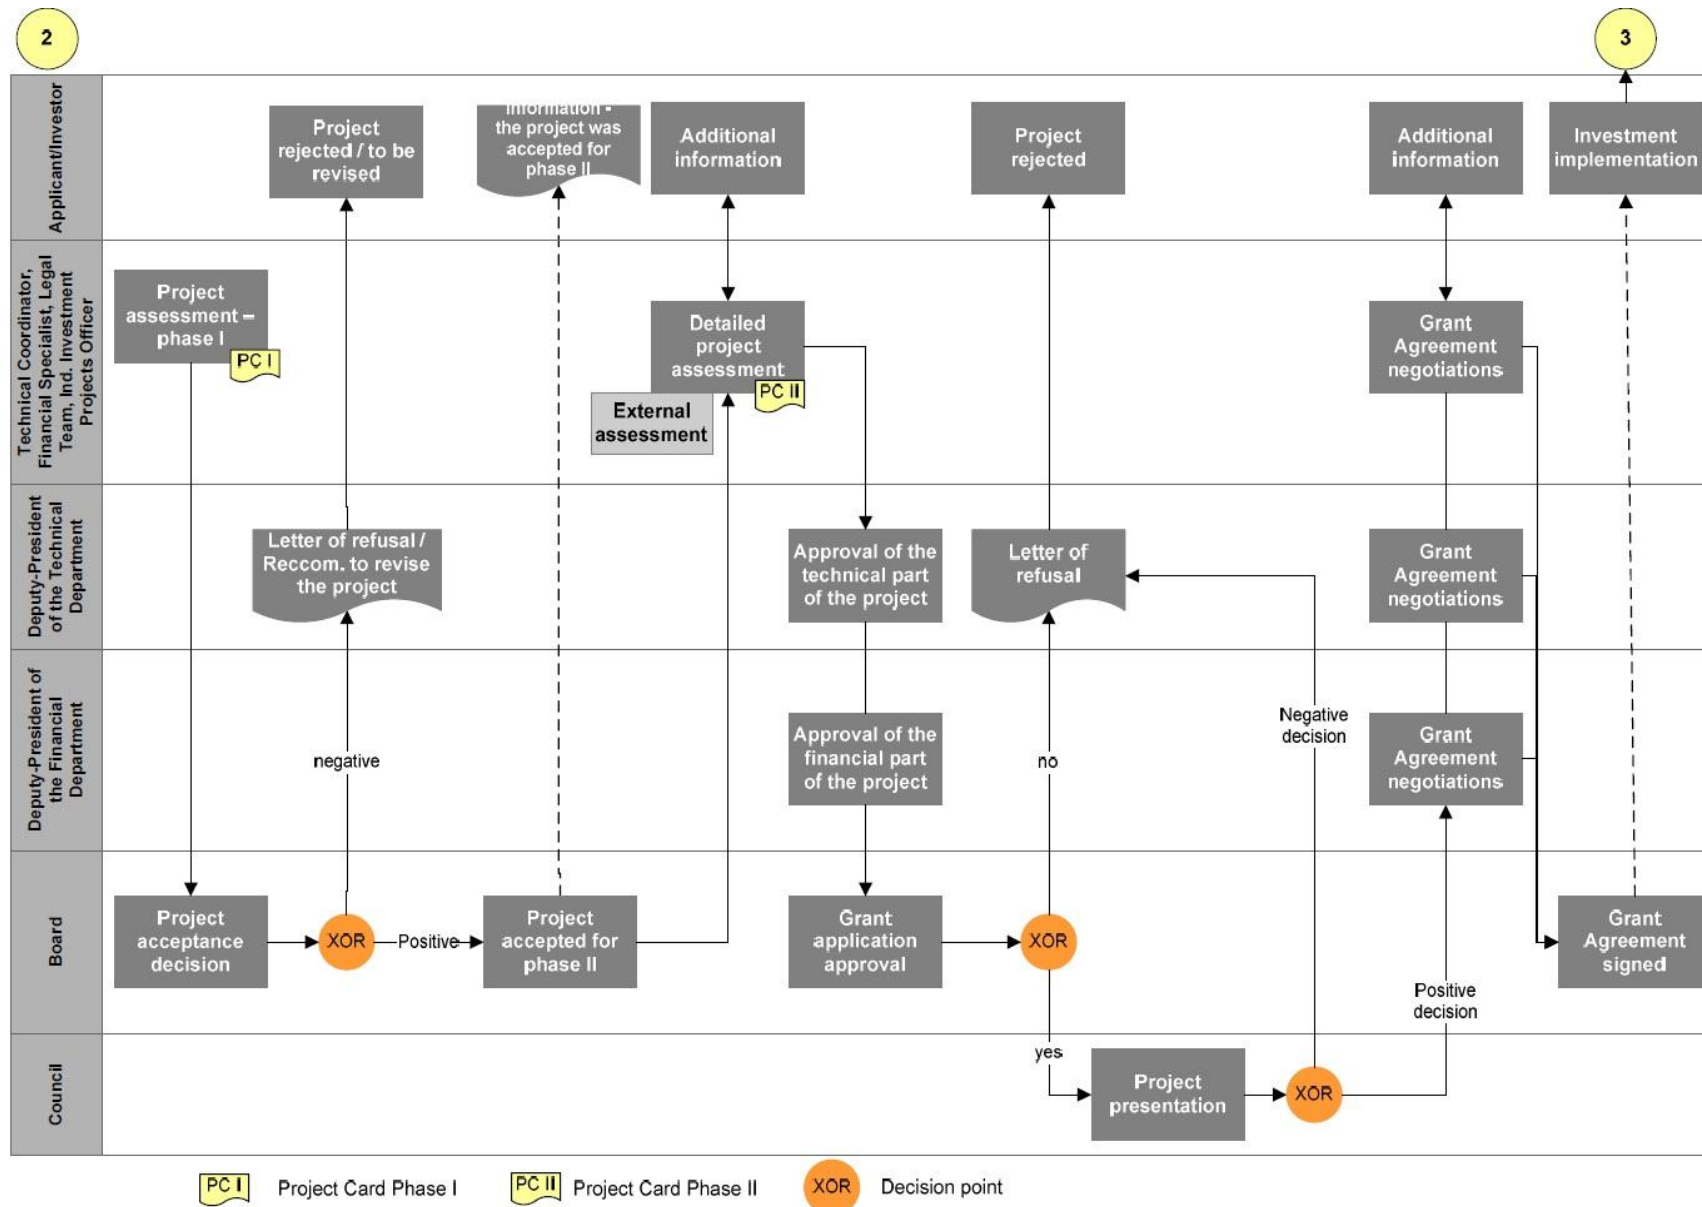 2
3
Applicant/Investor
Project
rejected / to be
revised
Information -
the project was
accepted for
phase II
Additional
information
Project
rejected
Additional
information
Investment
implementation
Technical Coordinator,
Financial Specialist, Legal
Team, Ind. Investment
Projects Officer
Project
assessment –
phase I
PC I
Detailed
project
assessment
PC II
External
assessment
Grant
Agreement
negotiations
Deputy-President
of the Technical
Department
Letter of refusal /
Reccom. to revise
the project
Approval of the
technical part
of the project
Letter of
refusal
Grant
Agreement
negotiations
Deputy-President of
the Financial
Department
negative
Approval of the
financial part
of the project
no
Negative
decision
Grant
Agreement
negotiations
Board
Project
acceptance
decision
XOR
Positive
Project
accepted for
phase II
Grant
application
approval
XOR
Positive
decision
Grant
Agreement
signed
Council
yes
Project
presentation
XOR
PC I
Project Card Phase I
PC II
Project Card Phase II
XOR
Decision point